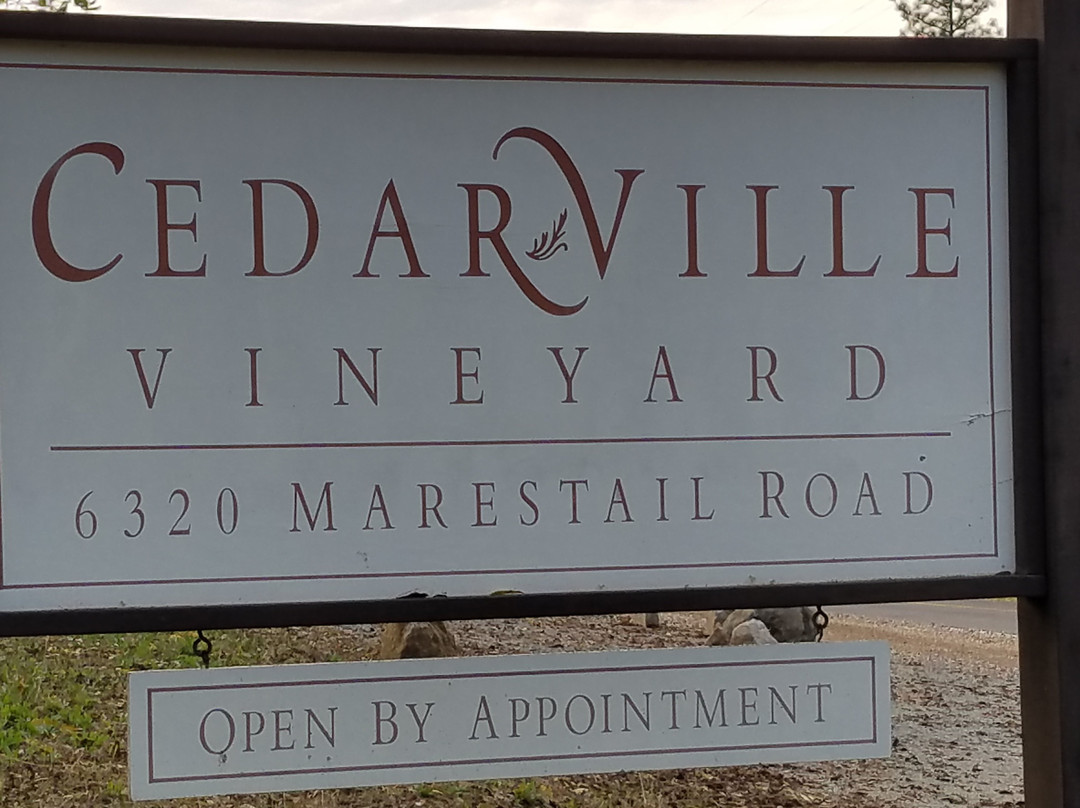 CEDARVILLE
VINEYARD
6320 MARESTAIL ROAD
OPEN BY APPOINTMENT